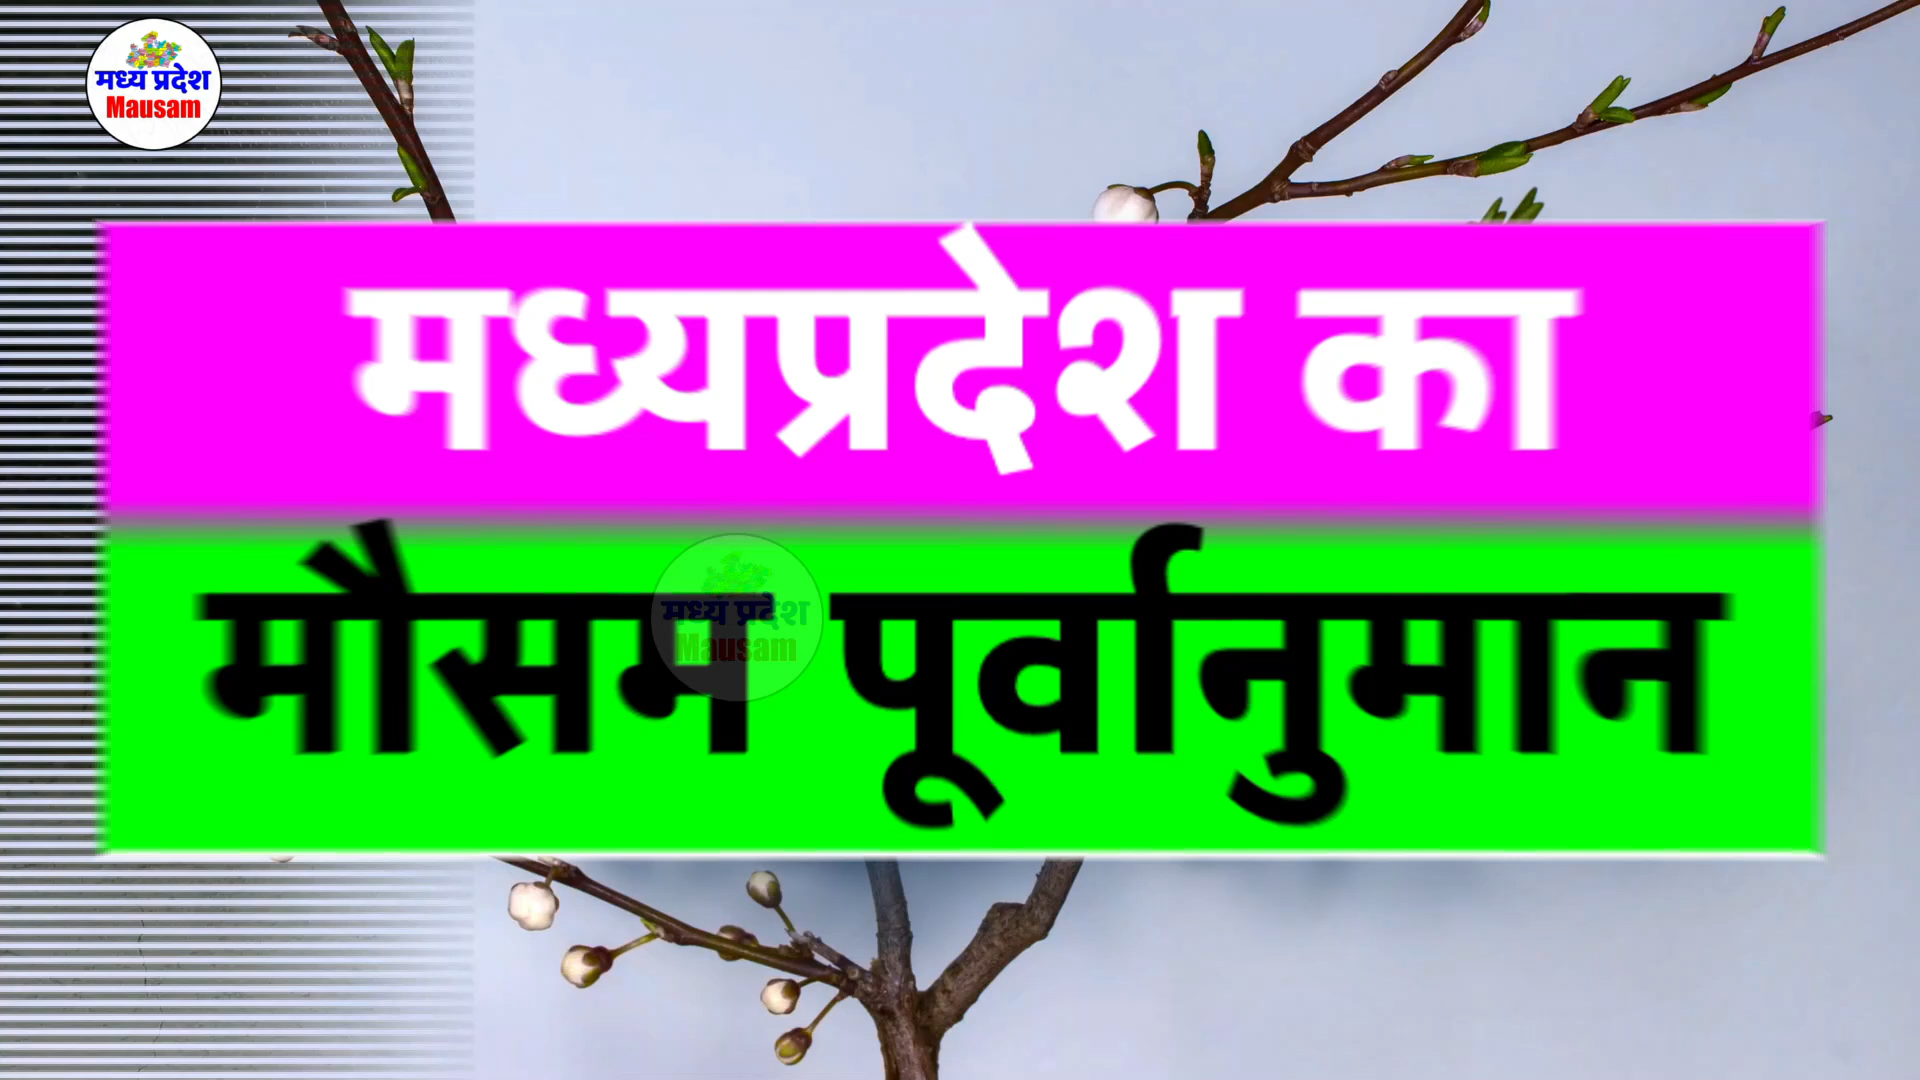 मध्य प्रदेश
Mausam
मध्यप्रदेश का
मौसम पूर्वानुमान
मध्य प्रदेश
Mausam